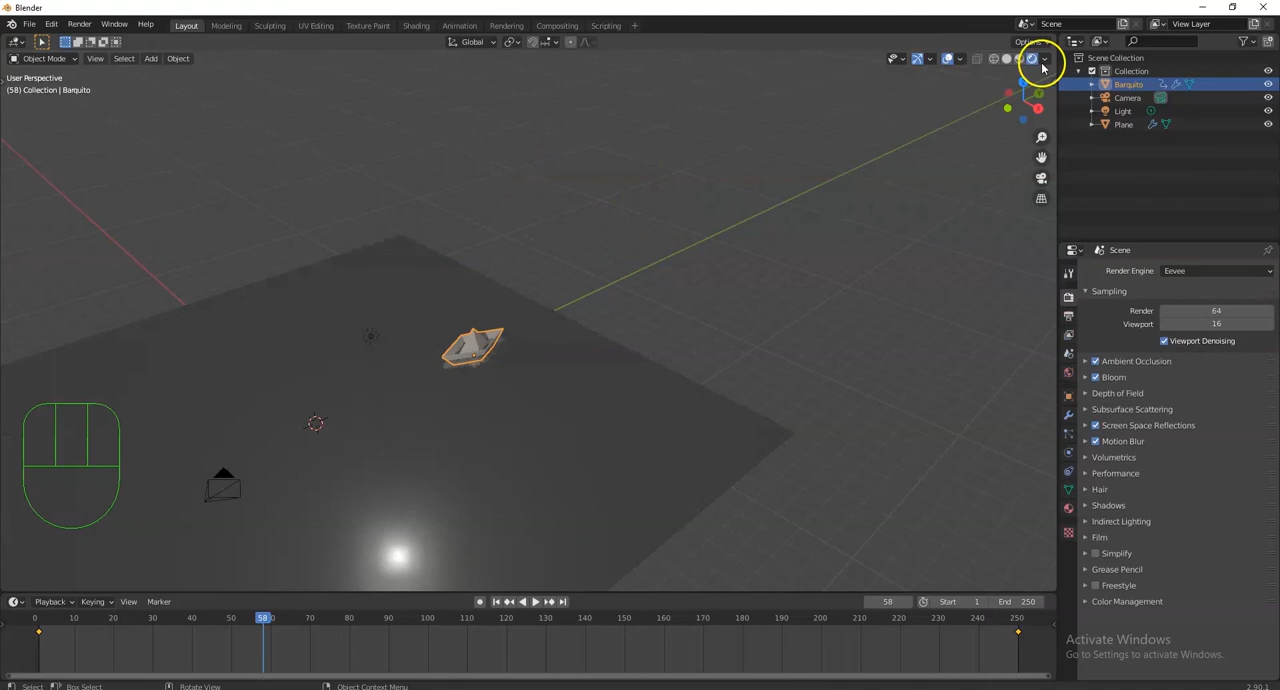 Blender
File Edit Render Window Help Layout Modeling Sculpting UV Editing Texture Paint Shading Animation Rendering Compositing Scripting + Scene View Layer
Global Options
Object Mode View Select Add Object
User Perspective
(58) Collection | Barquito
Scene Collection
Collection
Barquito
Camera
Light
Plane
Scene
Render Engine Eevee
Sampling
Render 64
Viewport 16
Viewport Denoising
Ambient Occlusion
Bloom
Depth of Field
Subsurface Scattering
Screen Space Reflections
Motion Blur
Volumetrics
Performance
Hair
Shadows
Indirect Lighting
Film
Simplify
Grease Pencil
Freestyle
Color Management
Playback Keying View Marker 58 Start 1 End 250
0 10 20 30 40 50 58 70 80 90 100 110 120 130 140 150 160 170 180 190 200 210 220 230 240 250
Activate Windows
Go to Settings to activate Windows.
Select Box Select Rotate View Object Context Menu 2.90.1